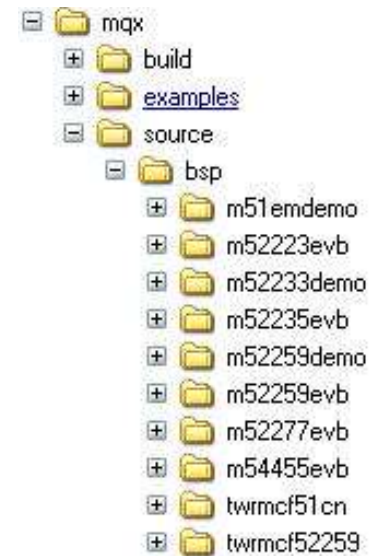 mqx
build
examples
source
bsp
m51emdemo
m52223evb
m52233demo
m52235evb
m52259demo
m52259evb
m52277evb
m54455evb
twrmcf51cn
twrmcf52259